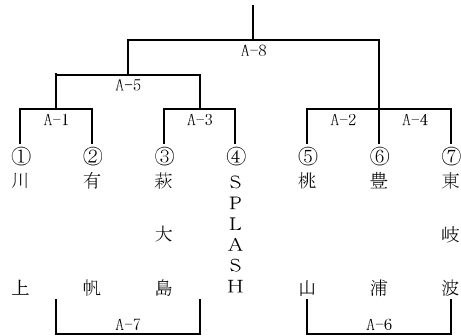 A-8
A-5
A-1
A-3
A-2
A-4
①
②
③
④
⑤
⑥
⑦
川上
有帆
萩大島
SPLASH
桃山
豊浦
東岐波
A-7
A-6